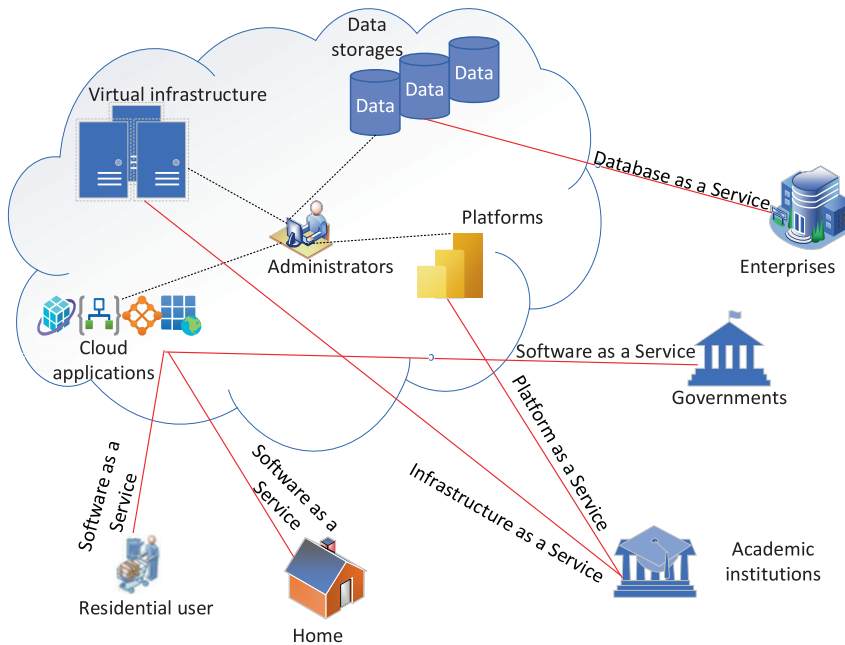 Data
storages
Data
Data
Data
Virtual infrastructure
Database as a Service
Platforms
Administrators
Enterprises
Cloud
applications
Software as a Service
Governments
Platform as a Service
Software as a
Service
Software as a
Service
Infrastructure as a Service
Academic
institutions
Residential user
Home